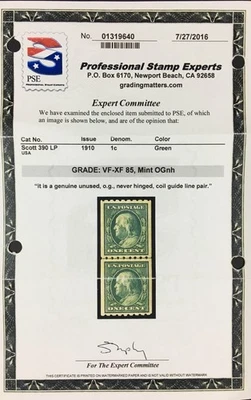 No. 01319640 7/27/2016
PSE
Professional Stamp Experts
P.O. Box 6170, Newport Beach, CA 92658
gradingmatters.com
Expert Committee
We have examined the enclosed item submitted to PSE, of which
an image is shown below, and are of the opinion that:
Cat No. Issue Denom. Color
Scott 390 LP 1910 1c Green
USA
GRADE: VF-XF 85, Mint OGnh
"It is a genuine unused, o.g., never hinged, coil guide line pair."
U.S. POSTAGE
ONE CENT
U.S. POSTAGE
ONE CENT
For The Expert Committee